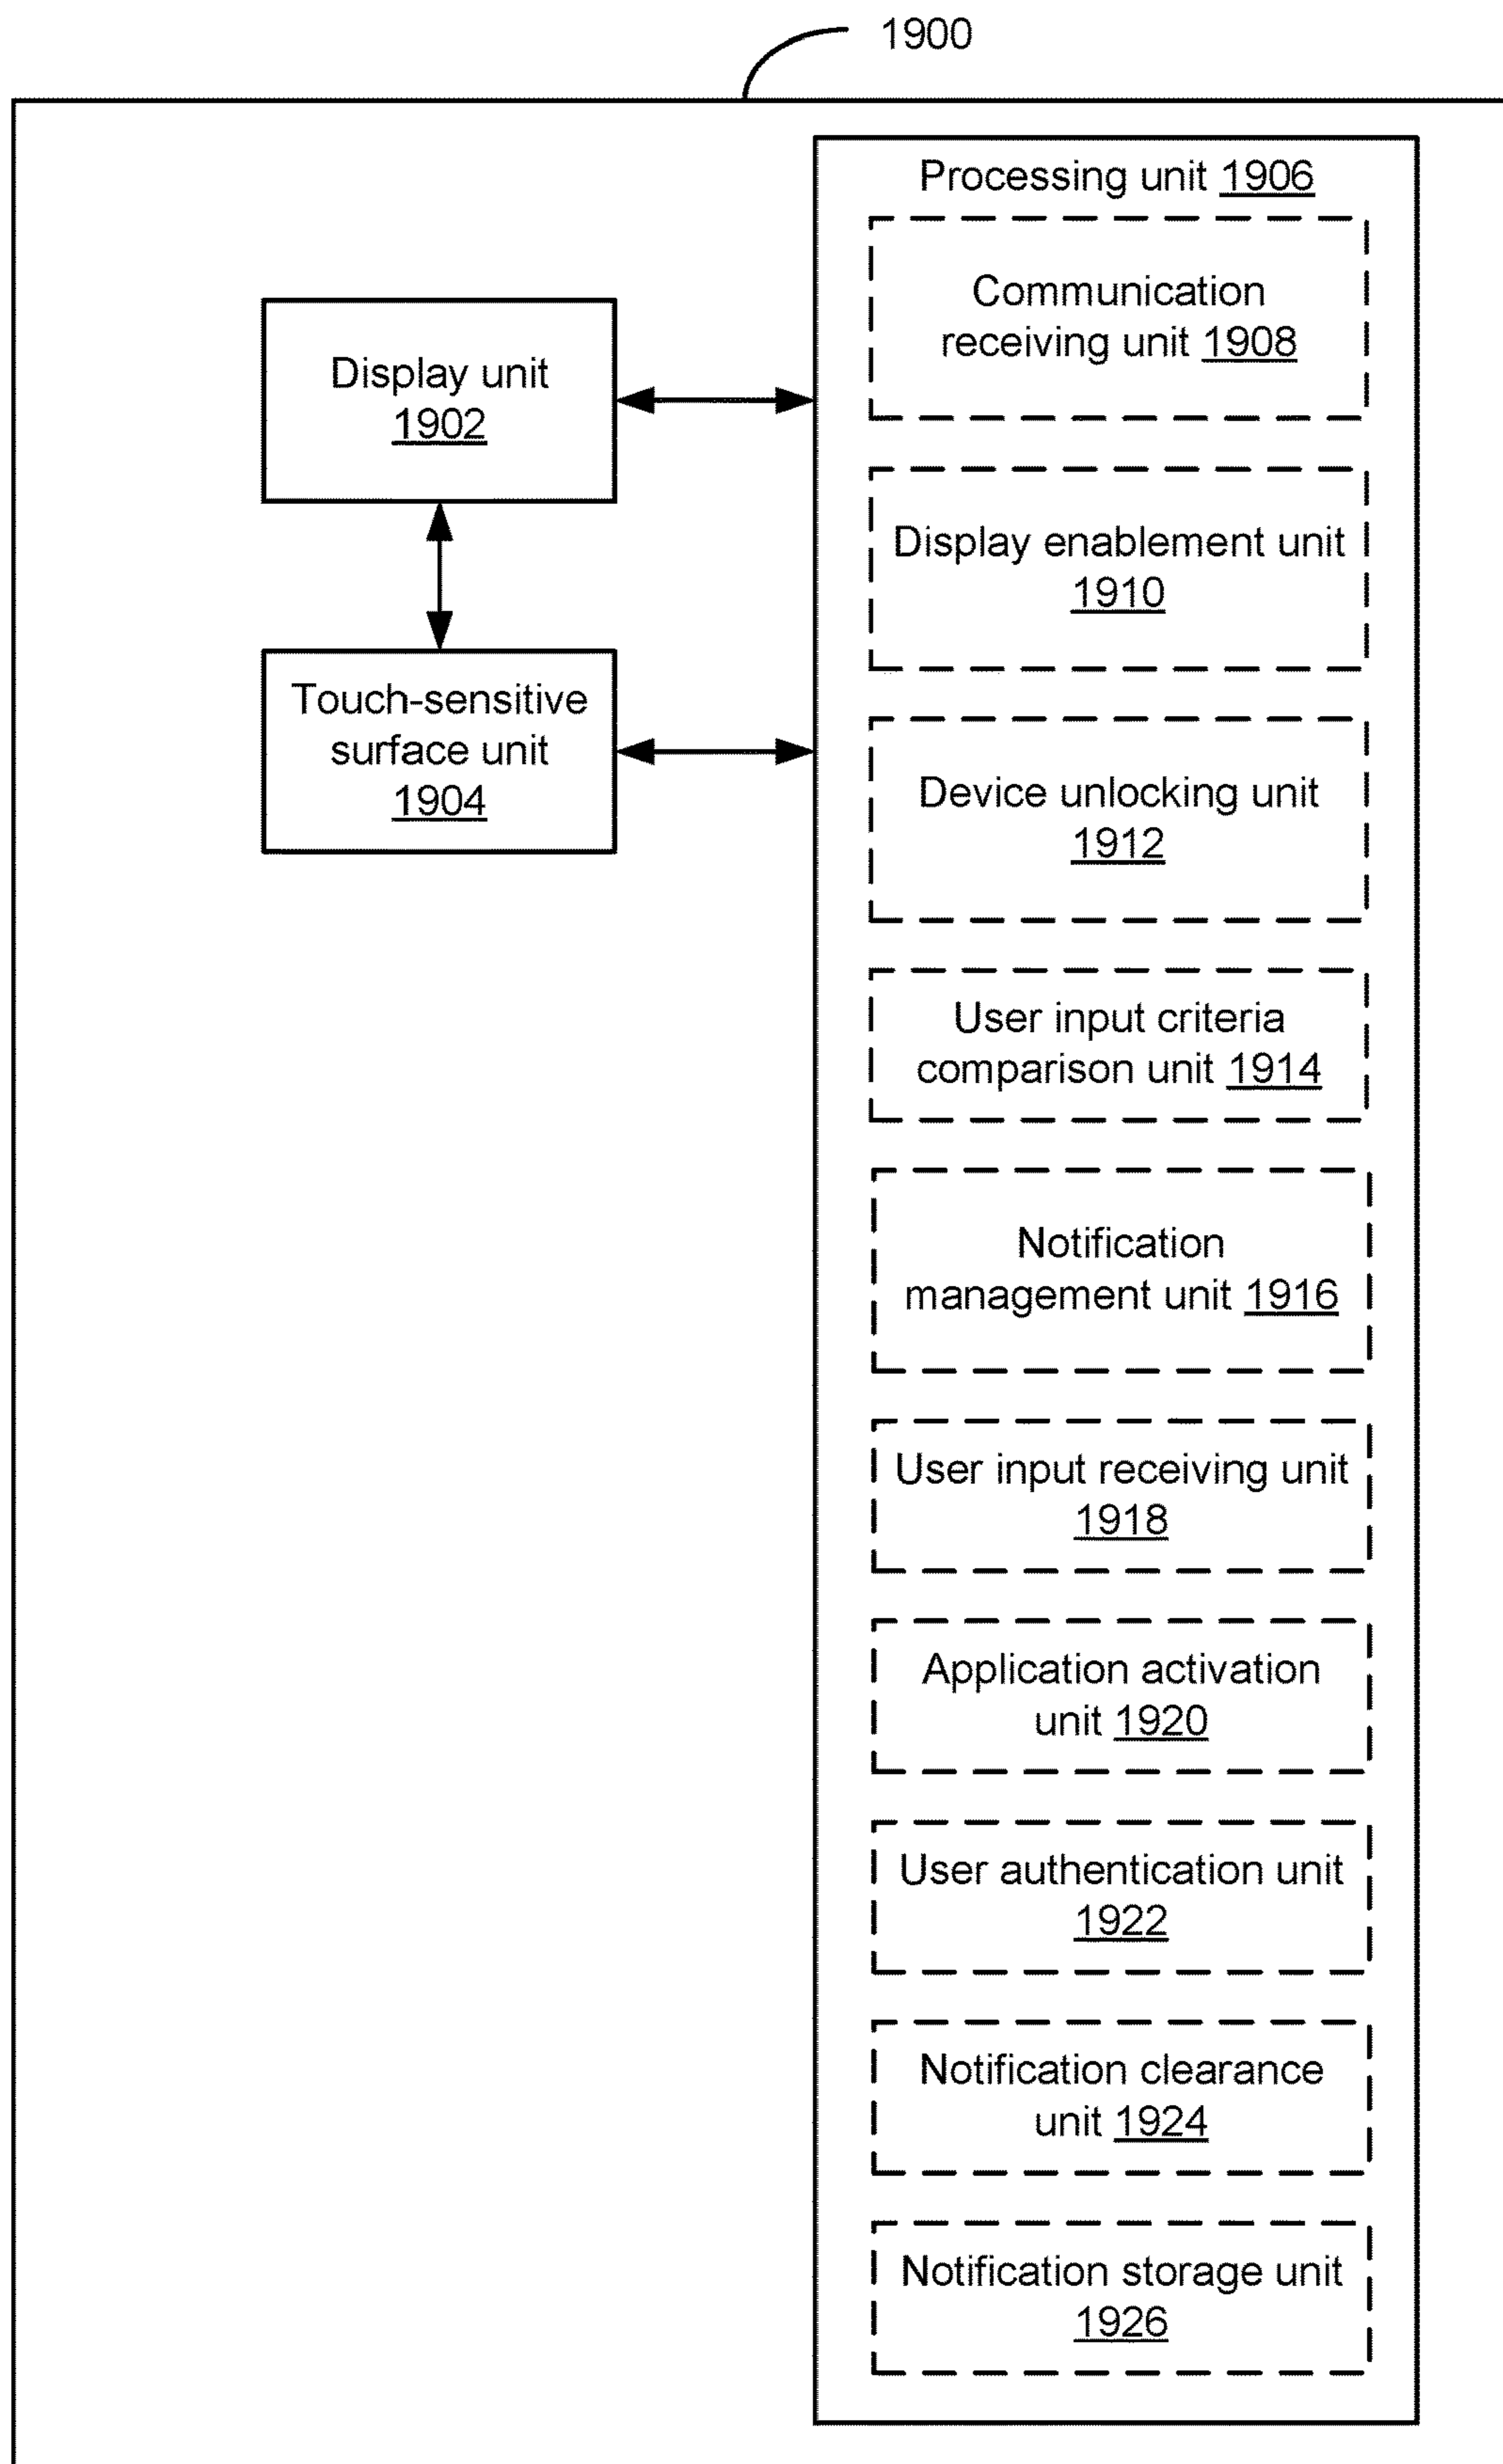 1900
Processing unit 1906
Communication
receiving unit 1908
Display unit
1902
Display enablement unit
1910
Touch-sensitive
surface unit
1904
Device unlocking unit
1912
User input criteria
comparison unit 1914
Notification
management unit 1916
User input receiving unit
1918
Application activation
unit 1920
User authentication unit
1922
Notification clearance
unit 1924
Notification storage unit
1926